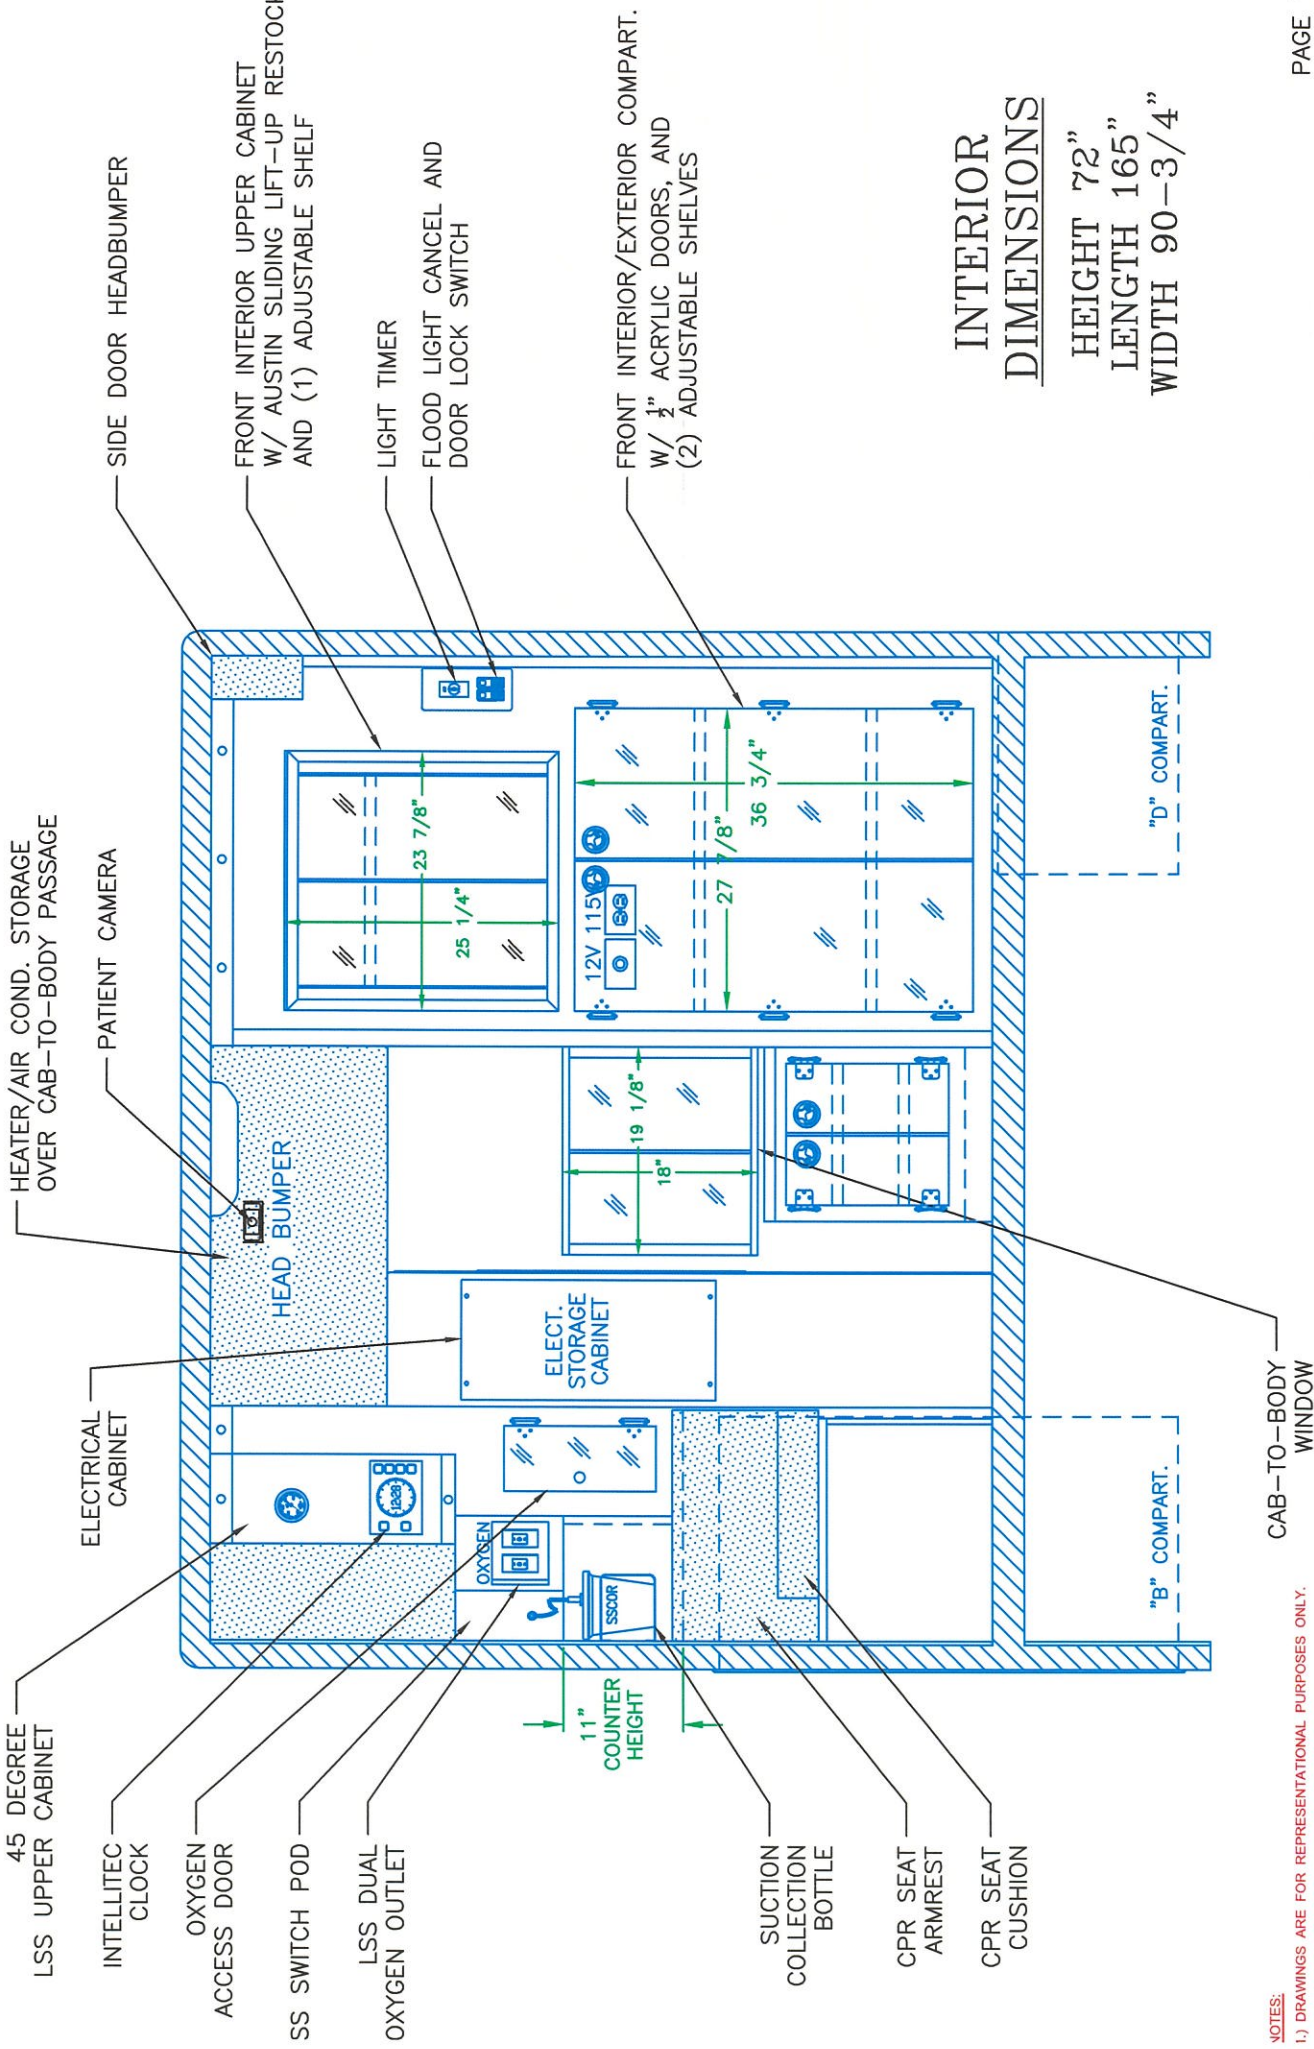 45 DEGREE
LSS UPPER CABINET
INTELLITEC
CLOCK
OXYGEN
ACCESS DOOR
SS SWITCH POD
LSS DUAL
OXYGEN OUTLET
SUCTION
COLLECTION
BOTTLE
CPR SEAT
ARMREST
CPR SEAT
CUSHION
ELECTRICAL
CABINET
HEATER/AIR COND. STORAGE
OVER CAB-TO-BODY PASSAGE
PATIENT CAMERA
SIDE DOOR HEADBUMPER
FRONT INTERIOR UPPER CABINET
W/ AUSTIN SLIDING LIFT-UP RESTOCK
AND (1) ADJUSTABLE SHELF
LIGHT TIMER
FLOOD LIGHT CANCEL AND
DOOR LOCK SWITCH
FRONT INTERIOR/EXTERIOR COMPART.
W/ 1/2" ACRYLIC DOORS, AND
(2) ADJUSTABLE SHELVES
HEAD BUMPER
12:28
OXYGEN
SSCOR
ELECT.
STORAGE
CABINET
11"
COUNTER
HEIGHT
18"
19 1/8"
25 1/4"
23 7/8"
12V 115V
27 7/8"
36 3/4"
"B" COMPART.
"D" COMPART.
CAB-TO-BODY
WINDOW
INTERIOR
DIMENSIONS
HEIGHT 72"
LENGTH 165"
WIDTH 90-3/4"
NOTES:
1.) DRAWINGS ARE FOR REPRESENTATIONAL PURPOSES ONLY.
PAGE